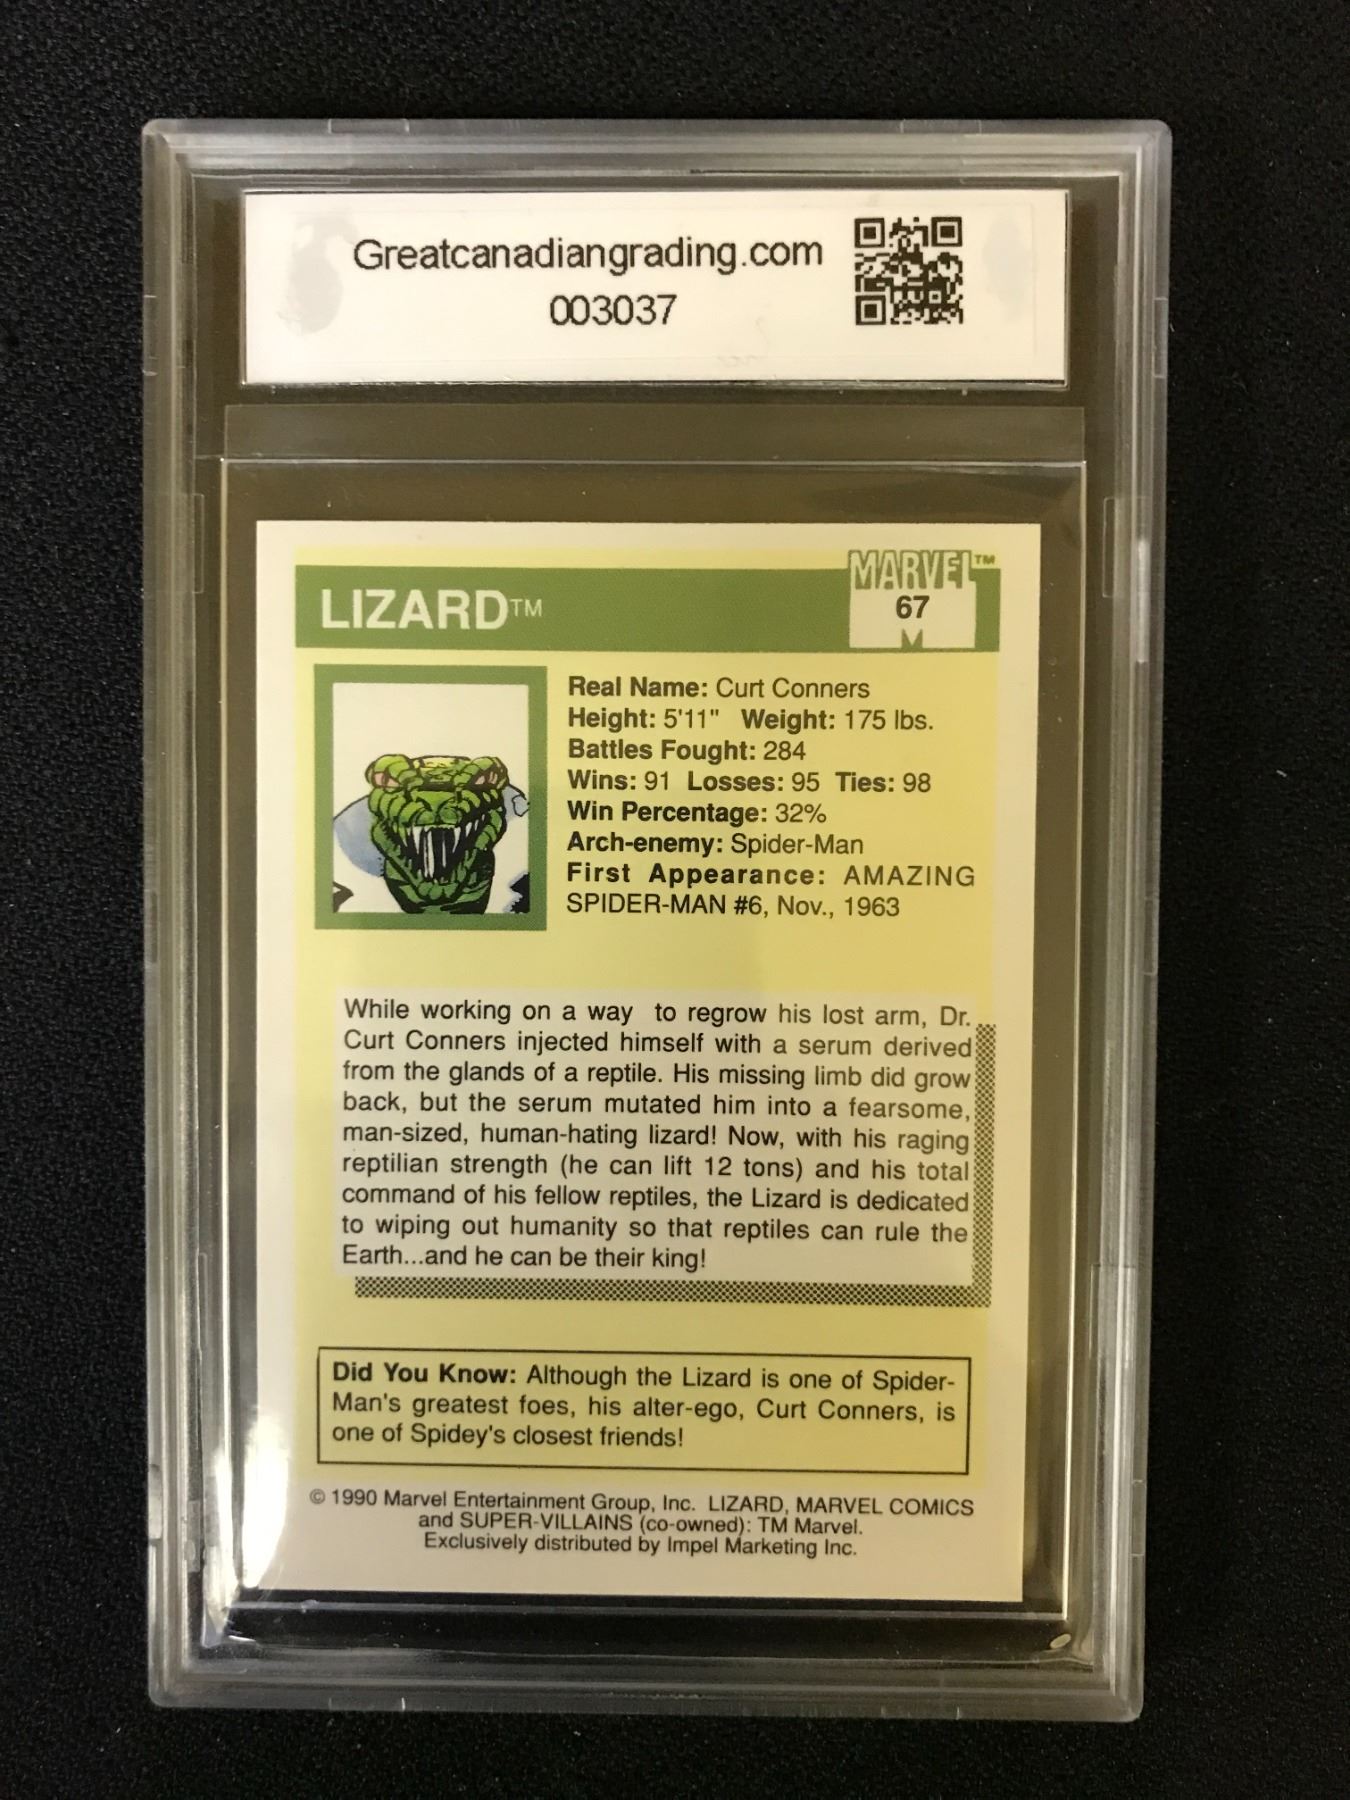 Greatcanadiangrading.com
003037
MARVEL™
LIZARD™
67
Real Name: Curt Conners
Height: 5'11" Weight: 175 lbs.
Battles Fought: 284
Wins: 91 Losses: 95 Ties: 98
Win Percentage: 32%
Arch-enemy: Spider-Man
First Appearance: AMAZING
SPIDER-MAN #6, Nov., 1963
While working on a way to regrow his lost arm, Dr.
Curt Conners injected himself with a serum derived
from the glands of a reptile. His missing limb did grow
back, but the serum mutated him into a fearsome,
man-sized, human-hating lizard! Now, with his raging
reptilian strength (he can lift 12 tons) and his total
command of his fellow reptiles, the Lizard is dedicated
to wiping out humanity so that reptiles can rule the
Earth...and he can be their king!
Did You Know: Although the Lizard is one of Spider-
Man's greatest foes, his alter-ego, Curt Conners, is
one of Spidey's closest friends!
© 1990 Marvel Entertainment Group, Inc. LIZARD, MARVEL COMICS
and SUPER-VILLAINS (co-owned): TM Marvel.
Exclusively distributed by Impel Marketing Inc.